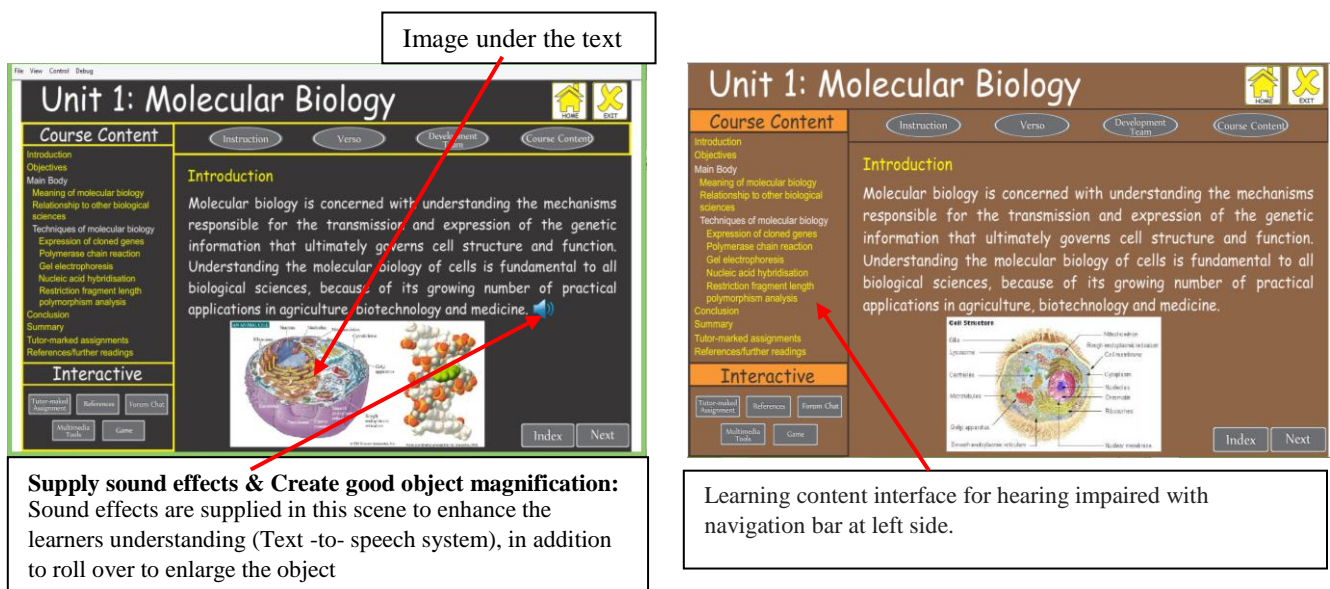 Image under the text
File View Control Debug
Unit 1: Molecular Biology
HOME
EXIT
Course Content
Instruction
Verso
Development
Team
Course Content
Introduction
Objectives
Main Body
Meaning of molecular biology
Relationship to other biological
sciences
Techniques of molecular biology
Expression of cloned genes
Polymerase chain reaction
Gel electrophoresis
Nucleic acid hybridisation
Restriction fragment length
polymorphism analysis
Conclusion
Summary
Tutor-marked assignments
References/further readings
Interactive
Tutor-maked
Assignment
References
Forum Chat
Multimedia
Tools
Game
Introduction
Molecular biology is concerned with understanding the mechanisms
responsible for the transmission and expression of the genetic
information that ultimately governs cell structure and function.
Understanding the molecular biology of cells is fundamental to all
biological sciences, because of its growing number of practical
applications in agriculture, biotechnology and medicine.
Nucleus
Nucleolus
Golgi
apparatus
Index
Next
Supply sound effects & Create good object magnification:
Sound effects are supplied in this scene to enhance the
learners understanding (Text -to- speech system), in addition
to roll over to enlarge the object
Unit 1: Molecular Biology
HOME
EXIT
Course Content
Instruction
Verso
Development
Team
Course Content
Introduction
Objectives
Main Body
Meaning of molecular biology
Relationship to other biological
sciences
Techniques of molecular biology
Expression of cloned genes
Polymerase chain reaction
Gel electrophoresis
Nucleic acid hybridisation
Restriction fragment length
polymorphism analysis
Conclusion
Summary
Tutor-marked assignments
References/further readings
Interactive
Tutor-maked
Assignment
References
Forum Chat
Multimedia
Tools
Game
Introduction
Molecular biology is concerned with understanding the mechanisms
responsible for the transmission and expression of the genetic
information that ultimately governs cell structure and function.
Understanding the molecular biology of cells is fundamental to all
biological sciences, because of its growing number of practical
applications in agriculture, biotechnology and medicine.
Cell Structure
Cilia
Lysosome
Centrioles
Microtubules
Golgi apparatus
Smooth endoplasmic reticulum
Mitochondrion
Rough endoplasmic reticulum
Cell membrane
Cytoplasm
Nucleolus
Chromatin
Ribosomes
Nuclear membrane
Index
Next
Learning content interface for hearing impaired with
navigation bar at left side.